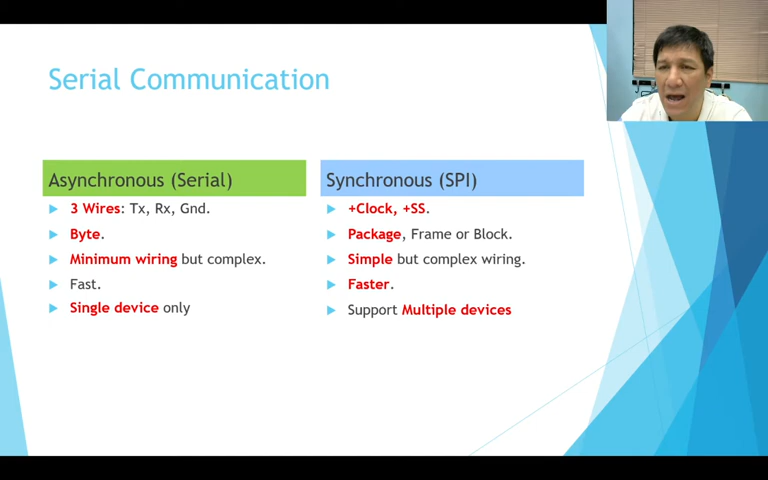 Serial Communication
Asynchronous (Serial)
3 Wires: Tx, Rx, Gnd.
Byte.
Minimum wiring but complex.
Fast.
Single device only
Synchronous (SPI)
+Clock, +SS.
Package, Frame or Block.
Simple but complex wiring.
Faster.
Support Multiple devices